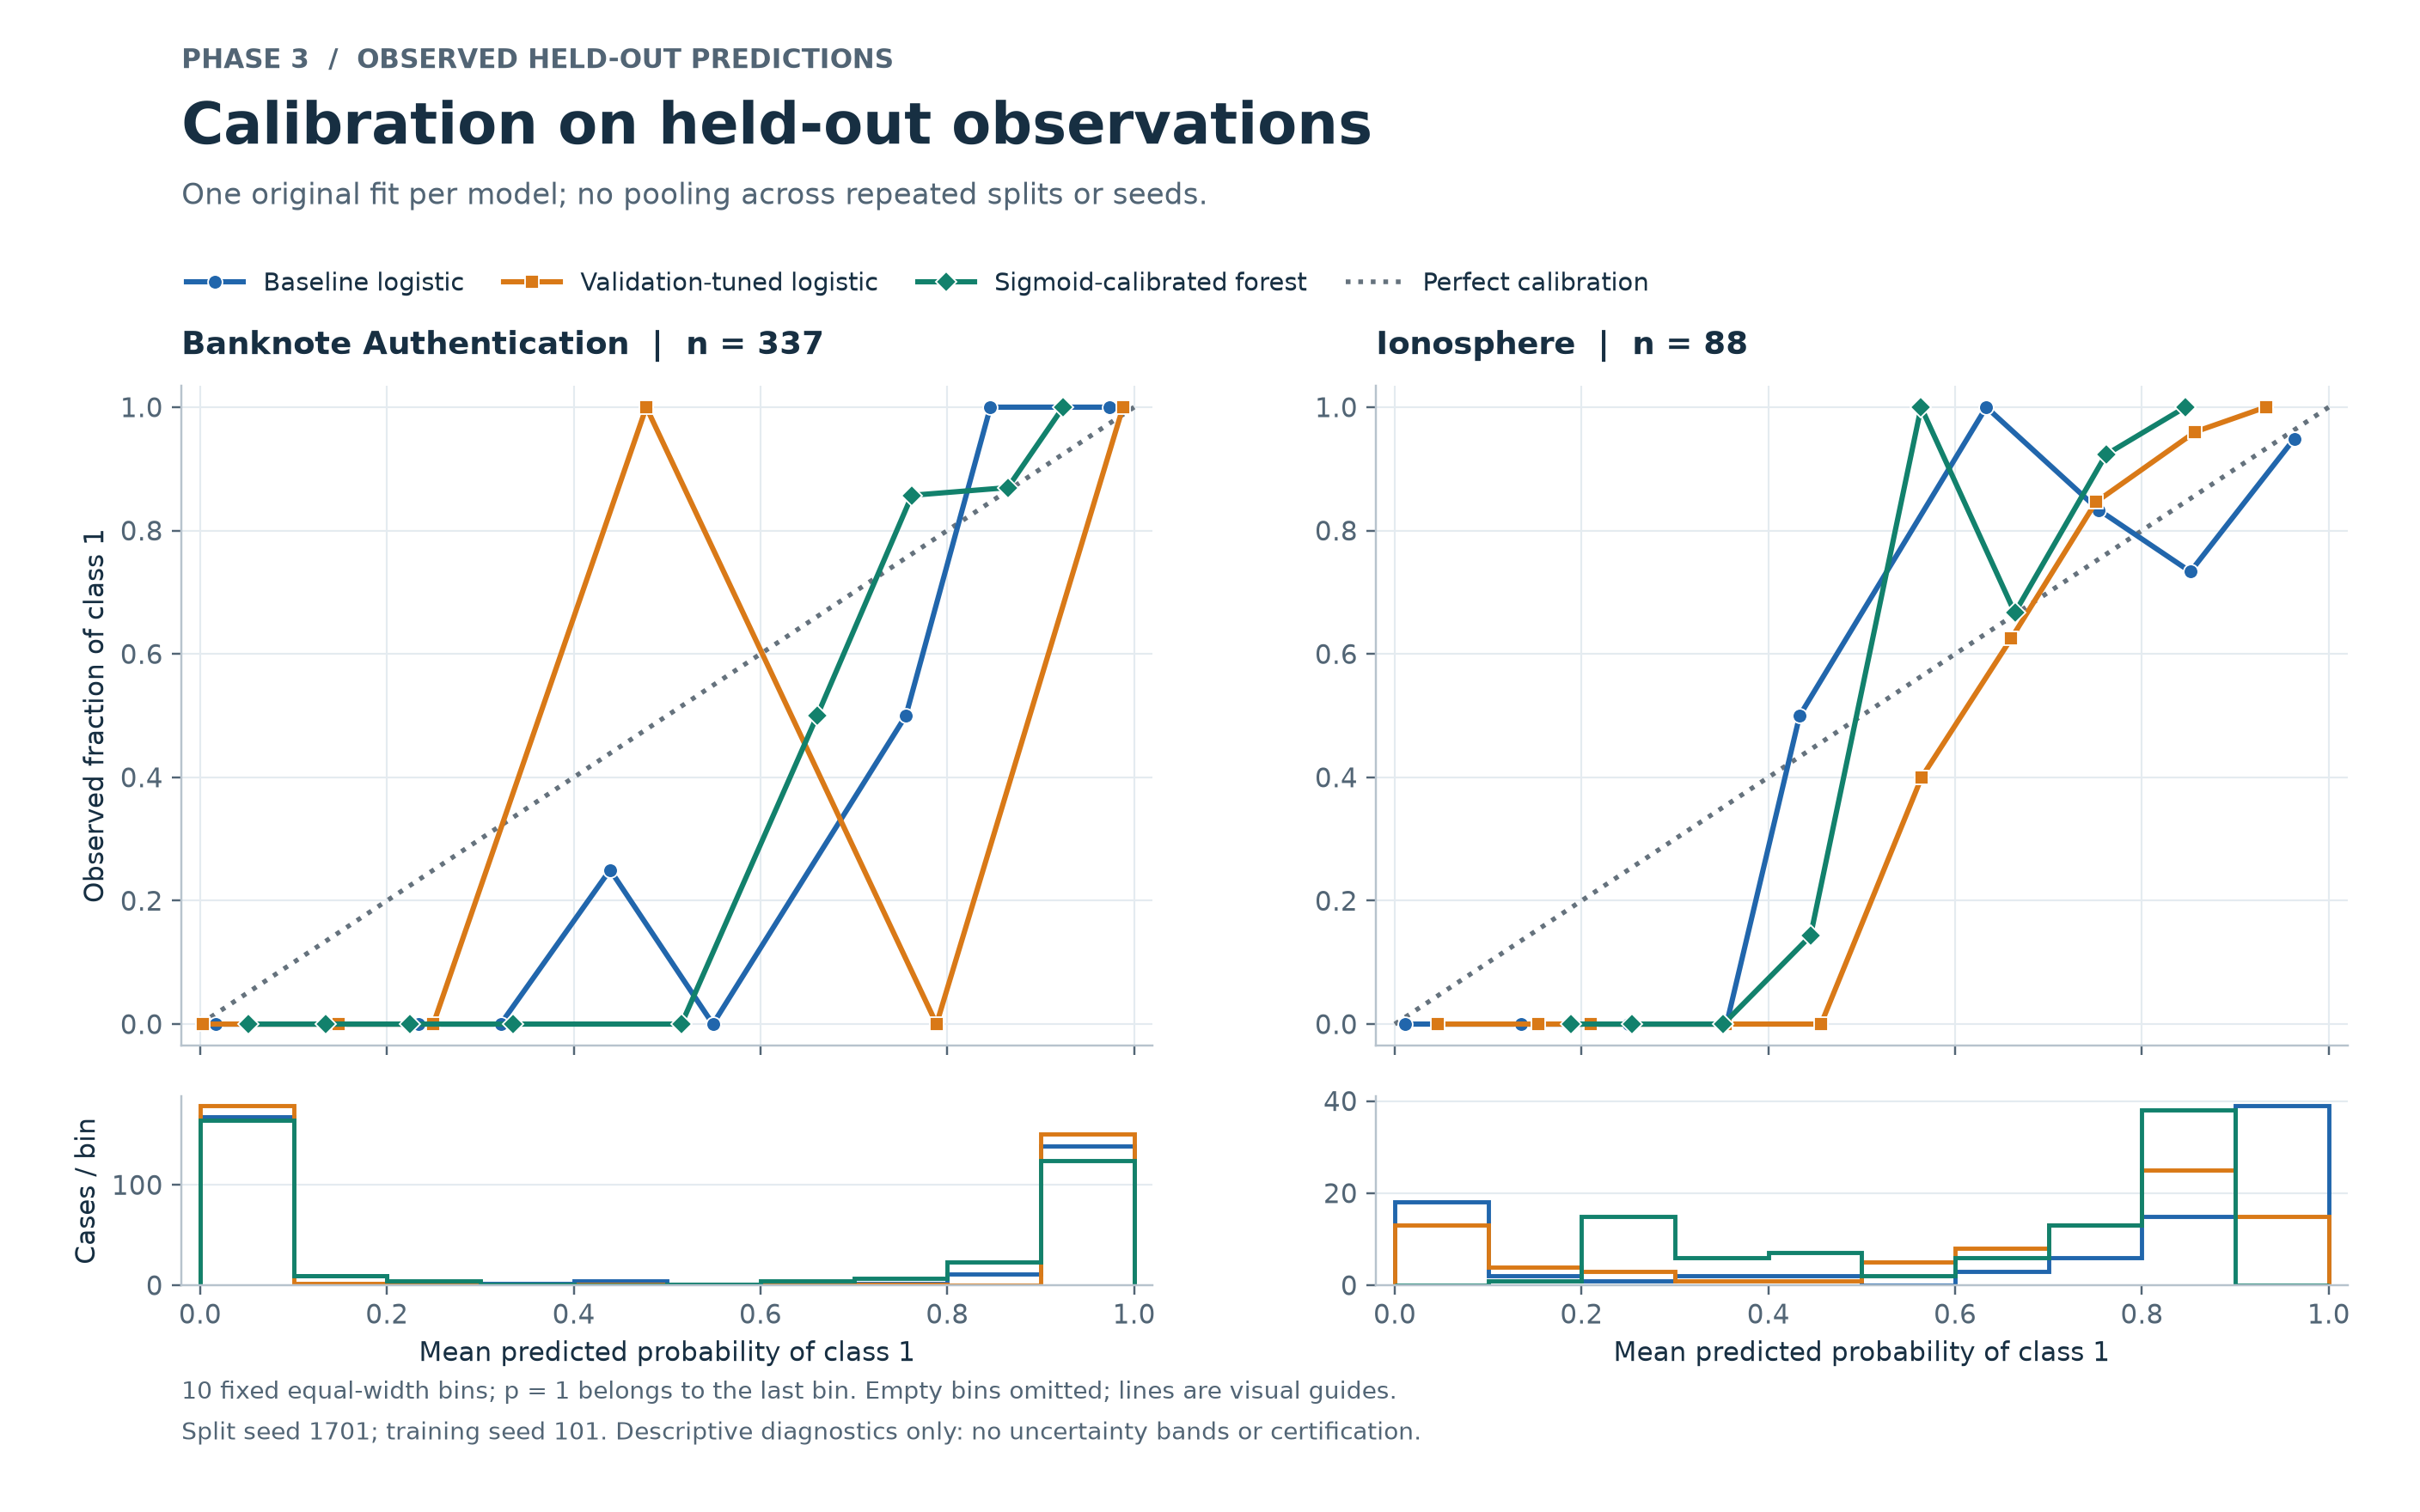 PHASE 3 / OBSERVED HELD-OUT PREDICTIONS
Calibration on held-out observations
One original fit per model; no pooling across repeated splits or seeds.
Baseline logistic
Validation-tuned logistic
Sigmoid-calibrated forest
Perfect calibration
Banknote Authentication | n = 337
Observed fraction of class 1
1.0
0.8
0.6
0.4
0.2
0.0
Cases / bin
100
0
0.0 0.2 0.4 0.6 0.8 1.0
Mean predicted probability of class 1
Ionosphere | n = 88
1.0
0.8
0.6
0.4
0.2
0.0
40
20
0
0.0 0.2 0.4 0.6 0.8 1.0
Mean predicted probability of class 1
10 fixed equal-width bins; p = 1 belongs to the last bin. Empty bins omitted; lines are visual guides.
Split seed 1701; training seed 101. Descriptive diagnostics only: no uncertainty bands or certification.